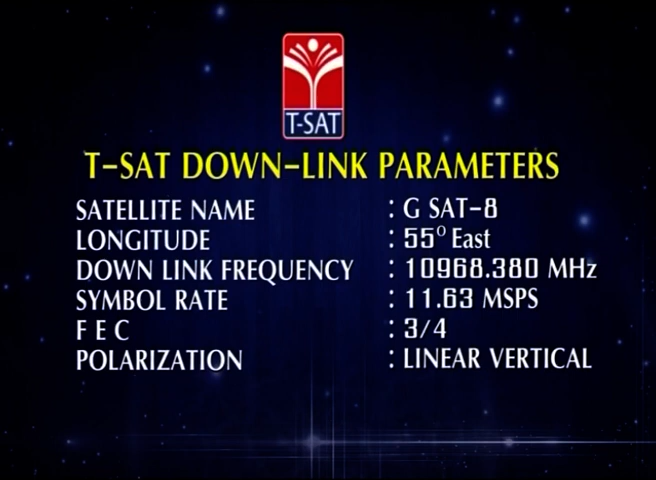 T-SAT
T-SAT DOWN-LINK PARAMETERS
SATELLITE NAME : G SAT-8
LONGITUDE : 55° East
DOWN LINK FREQUENCY : 10968.380 MHz
SYMBOL RATE : 11.63 MSPS
F E C : 3/4
POLARIZATION : LINEAR VERTICAL